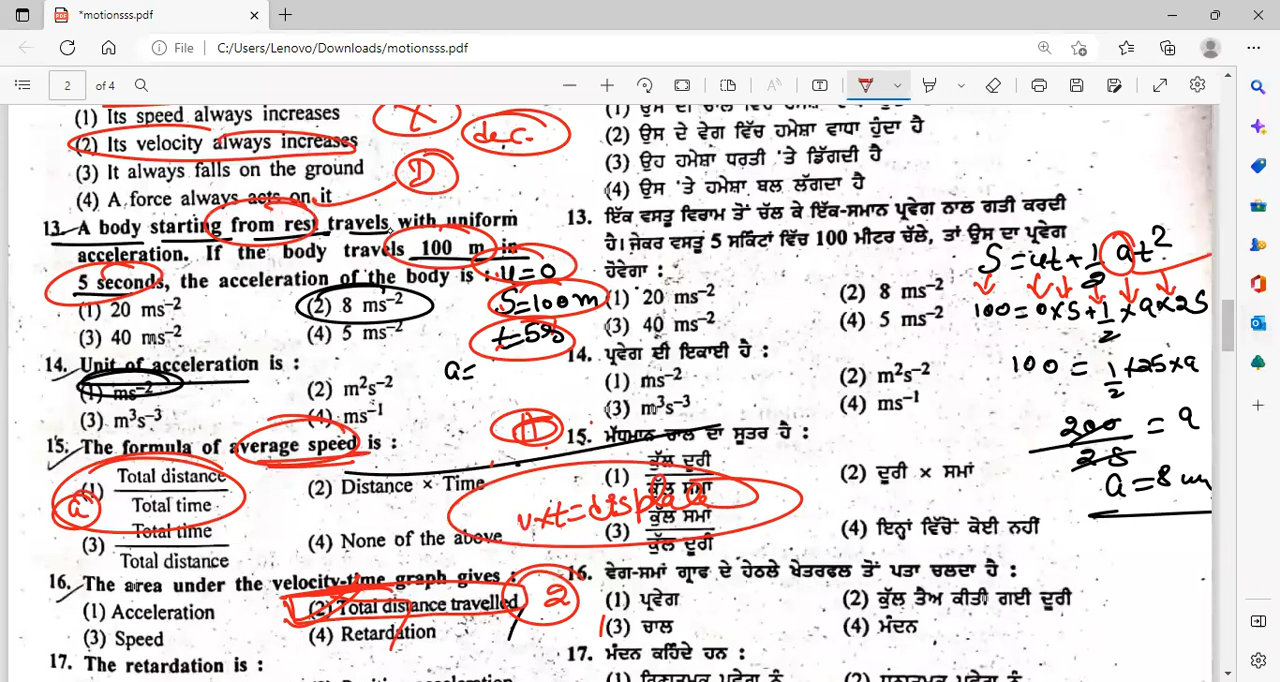 *motionsss.pdf
File
C:/Users/Lenovo/Downloads/motionsss.pdf
2
of 4
(1) Its speed always increases
(2) Its velocity always increases
(3) It always falls on the ground
(4) A force always acts on it
X
dec.
D
13. A body starting from rest travels with uniform
acceleration. If the body travels 100 m in
5 seconds, the acceleration of the body is :
(1) 20 ms⁻²
(2) 8 ms⁻²
(3) 40 ms⁻²
(4) 5 ms⁻²
u=0
S=100m
t=5s
a=
14. Unit of acceleration is :
(1) ms⁻²
(2) m²s⁻²
(3) m³s⁻³
(4) ms⁻¹
15. The formula of average speed is :
(1) Total distance
Total time
(2) Distance × Time
(3) Total time
Total distance
(4) None of the above
a
16. The area under the velocity-time graph gives :
(1) Acceleration
(2) Total distance travelled
(3) Speed
(4) Retardation
2
17. The retardation is :
(2) ਉਸ ਦੇ ਵੇਗ ਵਿੱਚ ਹਮੇਸ਼ਾ ਵਾਧਾ ਹੁੰਦਾ ਹੈ
(3) ਉਹ ਹਮੇਸ਼ਾ ਧਰਤੀ 'ਤੇ ਡਿੱਗਦੀ ਹੈ
(4) ਉਸ 'ਤੇ ਹਮੇਸ਼ਾ ਬਲ ਲੱਗਦਾ ਹੈ
13. ਇੱਕ ਵਸਤੂ ਵਿਰਾਮ ਤੋਂ ਚੱਲ ਕੇ ਇੱਕ-ਸਮਾਨ ਪ੍ਰਵੇਗ ਨਾਲ ਗਤੀ ਕਰਦੀ
ਹੈ। ਜੇਕਰ ਵਸਤੂ 5 ਸਕਿੰਟਾਂ ਵਿੱਚ 100 ਮੀਟਰ ਚੱਲੇ, ਤਾਂ ਉਸ ਦਾ ਪ੍ਰਵੇਗ
ਹੋਵੇਗਾ :
(1) 20 ms⁻²
(2) 8 ms⁻²
(3) 40 ms⁻²
(4) 5 ms⁻²
14. ਪ੍ਰਵੇਗ ਦੀ ਇਕਾਈ ਹੈ :
(1) ms⁻²
(2) m²s⁻²
(3) m³s⁻³
(4) ms⁻¹
15. ਮੱਧਮਾਨ ਚਾਲ ਦਾ ਸੂਤਰ ਹੈ :
(1) ਕੁੱਲ ਦੂਰੀ
ਕੁੱਲ ਸਮਾਂ
(2) ਦੂਰੀ × ਸਮਾਂ
(3) ਕੁੱਲ ਸਮਾਂ
ਕੁੱਲ ਦੂਰੀ
(4) ਇਨ੍ਹਾਂ ਵਿੱਚੋਂ ਕੋਈ ਨਹੀਂ
16. ਵੇਗ-ਸਮਾਂ ਗ੍ਰਾਫ ਦੇ ਹੇਠਲੇ ਖੇਤਰਫਲ ਤੋਂ ਪਤਾ ਚਲਦਾ ਹੈ :
(1) ਪ੍ਰਵੇਗ
(2) ਕੁੱਲ ਤੈਅ ਕੀਤੀ ਗਈ ਦੂਰੀ
(3) ਚਾਲ
(4) ਮੰਦਨ
17. ਮੰਦਨ ਕਹਿੰਦੇ ਹਨ :
S=ut+1/2 at²
100=0x5+1/2 x a x 25
100 = 1/2 x25xa
200/25 = a
a=8 m